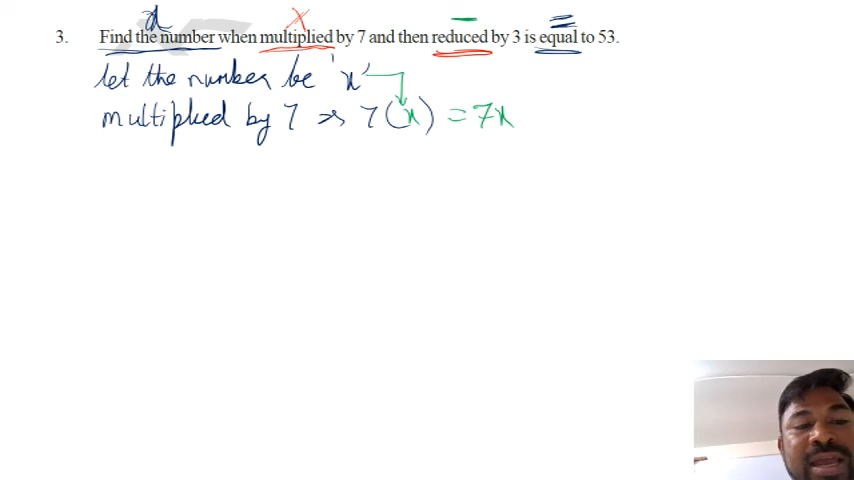 x × − =
3. Find the number when multiplied by 7 and then reduced by 3 is equal to 53.
let the number be 'x'
multiplied by 7 ⇒ 7(x) = 7x